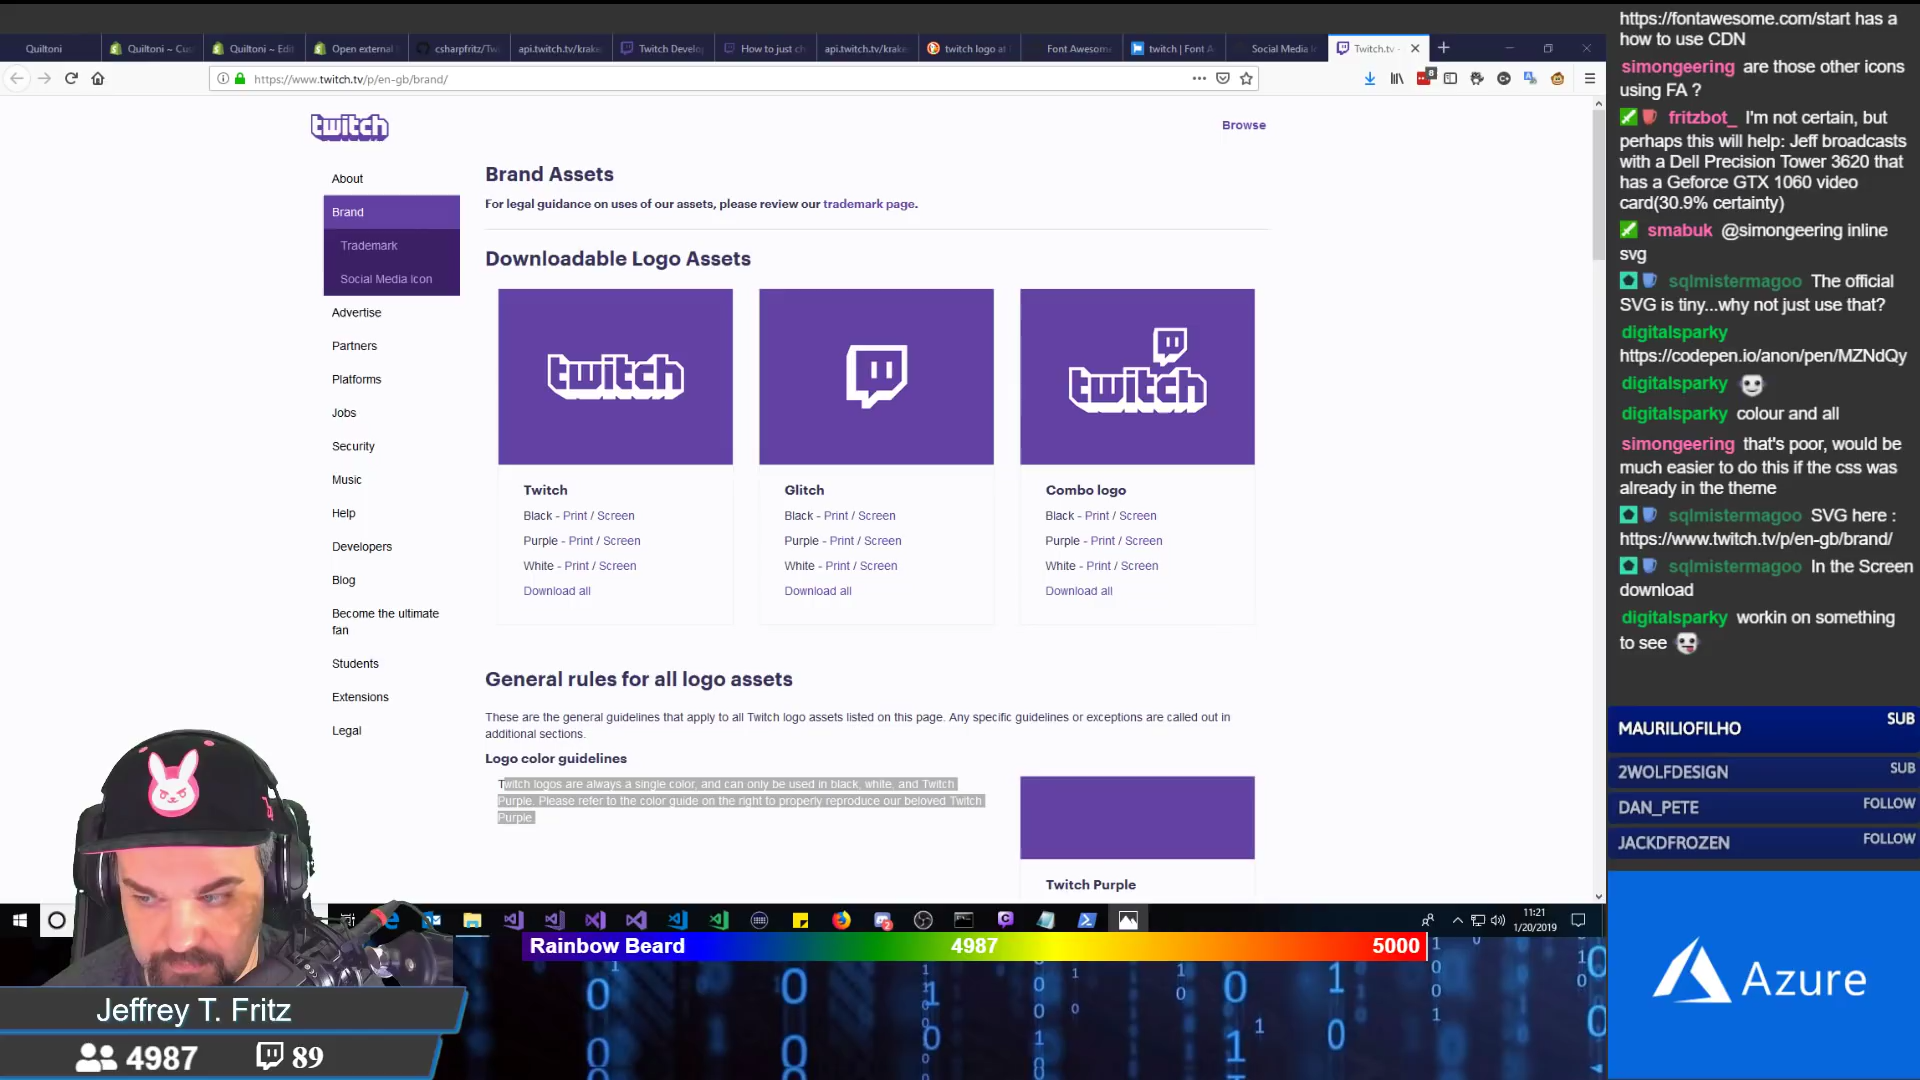 Quiltoni
Quiltoni ~ Cus
Quiltoni ~ Edi
Open external
csharpfritz/Tw
api.twitch.tv/krake
Twitch Develo
How to just ch
api.twitch.tv/krake
twitch logo at
Font Awesome
twitch | Font A
Social Media I
Twitch.tv -
https://www.twitch.tv/p/en-gb/brand/
8
twitch
Browse
About
Brand
Trademark
Social Media Icon
Advertise
Partners
Platforms
Jobs
Security
Music
Help
Developers
Blog
Become the ultimate
fan
Students
Extensions
Legal
Brand Assets
For legal guidance on uses of our assets, please review our trademark page.
Downloadable Logo Assets
twitch
twitch
Twitch
Black - Print / Screen
Purple - Print / Screen
White - Print / Screen
Download all
Glitch
Black - Print / Screen
Purple - Print / Screen
White - Print / Screen
Download all
Combo logo
Black - Print / Screen
Purple - Print / Screen
White - Print / Screen
Download all
General rules for all logo assets
These are the general guidelines that apply to all Twitch logo assets listed on this page. Any specific guidelines or exceptions are called out in
additional sections.
Logo color guidelines
Twitch logos are always a single color, and can only be used in black, white, and Twitch
Purple. Please refer to the color guide on the right to properly reproduce our beloved Twitch
Purple.
Twitch Purple
11:21
1/20/2019
Rainbow Beard
4987
5000
Jeffrey T. Fritz
4987
89
https://fontawesome.com/start has a
how to use CDN
simongeering are those other icons
using FA ?
fritzbot_ I'm not certain, but
perhaps this will help: Jeff broadcasts
with a Dell Precision Tower 3620 that
has a Geforce GTX 1060 video
card(30.9% certainty)
smabuk @simongeering inline
svg
sqlmistermagoo The official
SVG is tiny...why not just use that?
digitalsparky
https://codepen.io/anon/pen/MZNdQy
digitalsparky
digitalsparky colour and all
simongeering that's poor, would be
much easier to do this if the css was
already in the theme
sqlmistermagoo SVG here :
https://www.twitch.tv/p/en-gb/brand/
sqlmistermagoo In the Screen
download
digitalsparky workin on something
to see
MAURILIOFILHO SUB
2WOLFDESIGN SUB
DAN_PETE FOLLOW
JACKDFROZEN FOLLOW
Azure